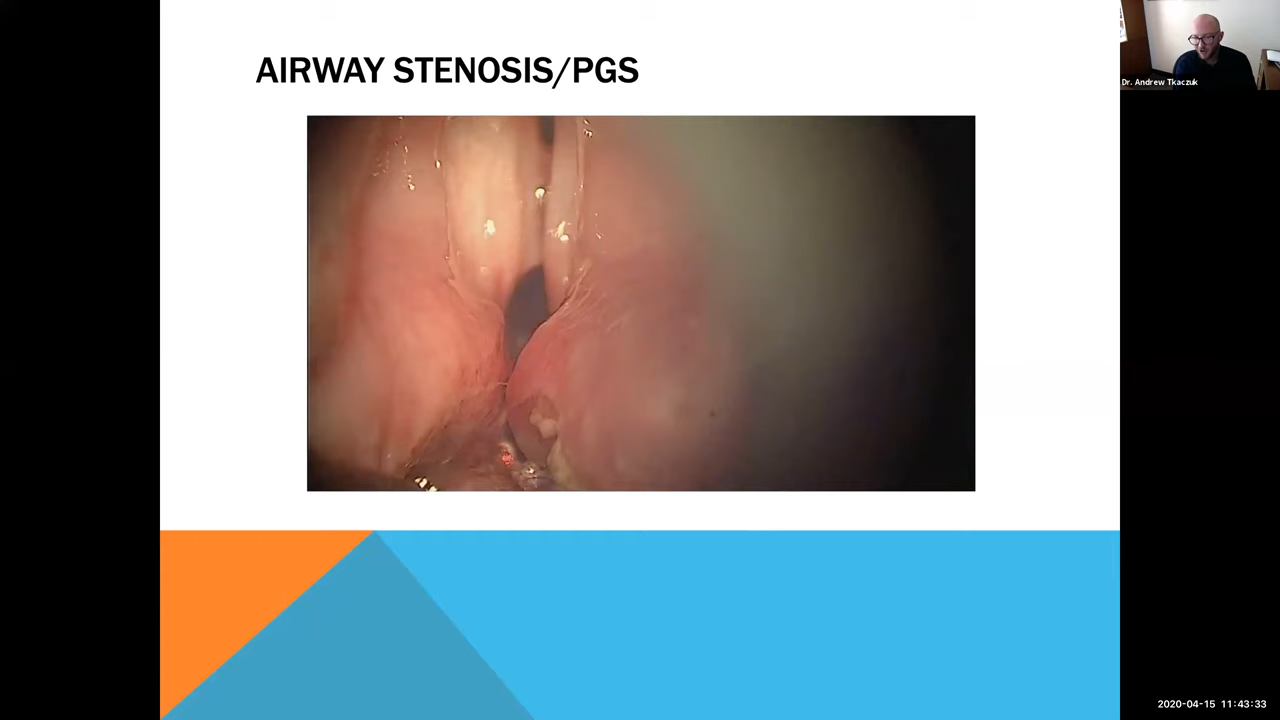 AIRWAY STENOSIS/PGS
Dr. Andrew Tkaczuk
2020-04-15 11:43:33